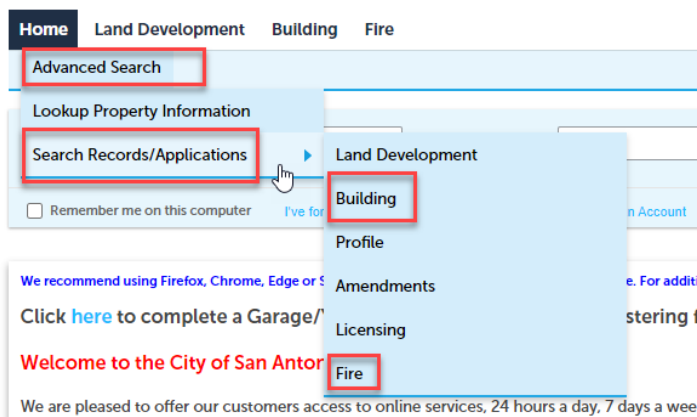 Home Land Development Building Fire
Advanced Search
Lookup Property Information
Search Records/Applications
Land Development
Building
Profile
Amendments
Licensing
Fire
Remember me on this computer I've for n Account
We recommend using Firefox, Chrome, Edge or S e. For additi
Click here to complete a Garage/ stering f
Welcome to the City of San Anton
We are pleased to offer our customers access to online services, 24 hours a day, 7 days a wee